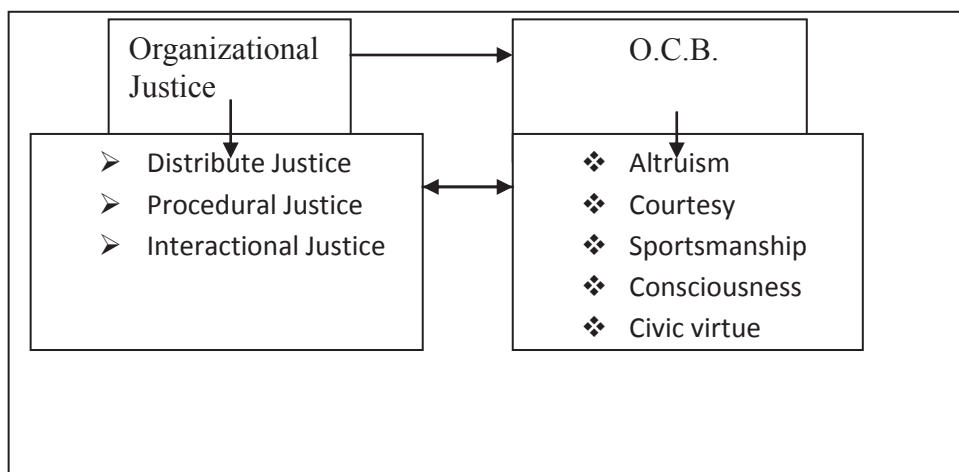 Organizational
Justice
O.C.B.
➢ Distribute Justice
➢ Procedural Justice
➢ Interactional Justice
❖ Altruism
❖ Courtesy
❖ Sportsmanship
❖ Consciousness
❖ Civic virtue